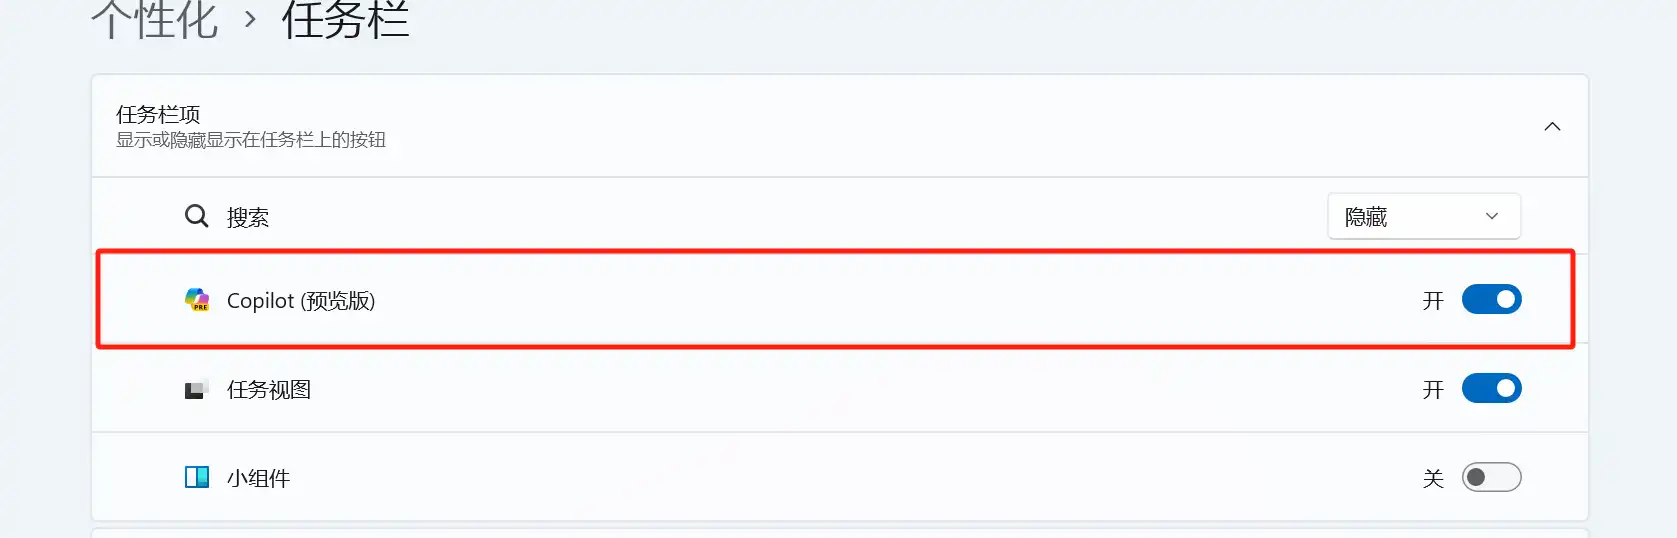 个性化 › 任务栏
任务栏项
显示或隐藏显示在任务栏上的按钮
搜索 隐藏
PRE Copilot (预览版) 开
任务视图 开
小组件 关